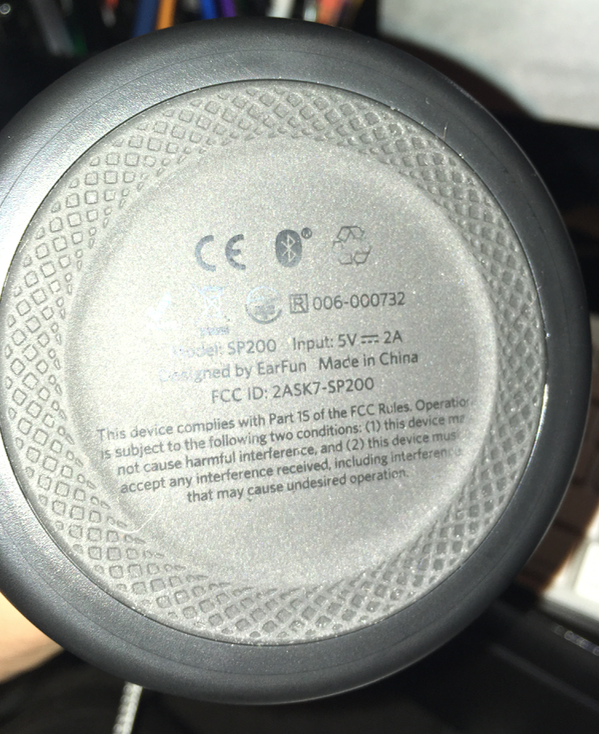 CE
R 006-000732
Model: SP200 Input: 5V 2A
Designed by EarFun Made in China
FCC ID: 2ASK7-SP200
This device complies with Part 15 of the FCC Rules. Operation
is subject to the following two conditions: (1) this device
not cause harmful interference, and (2) this device must
accept any interference received, including interference
that may cause undesired operation.